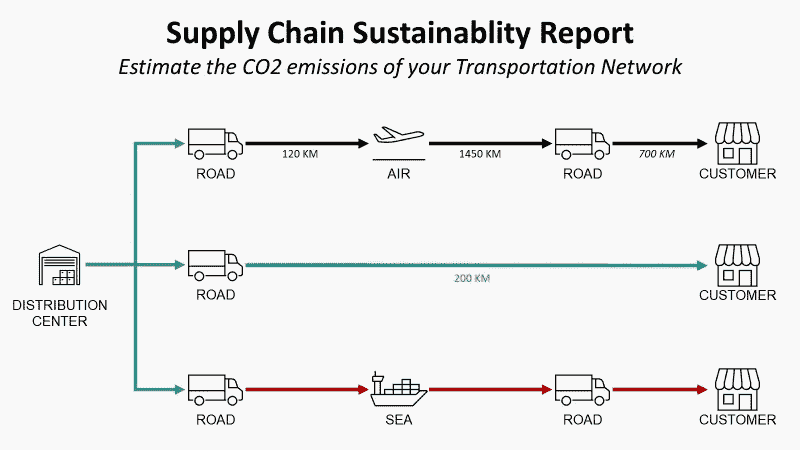 Supply Chain Sustainablity Report
Estimate the CO2 emissions of your Transportation Network
120 KM
1450 KM
700 KM
ROAD
AIR
ROAD
CUSTOMER
200 KM
DISTRIBUTION
CENTER
ROAD
CUSTOMER
ROAD
SEA
ROAD
CUSTOMER